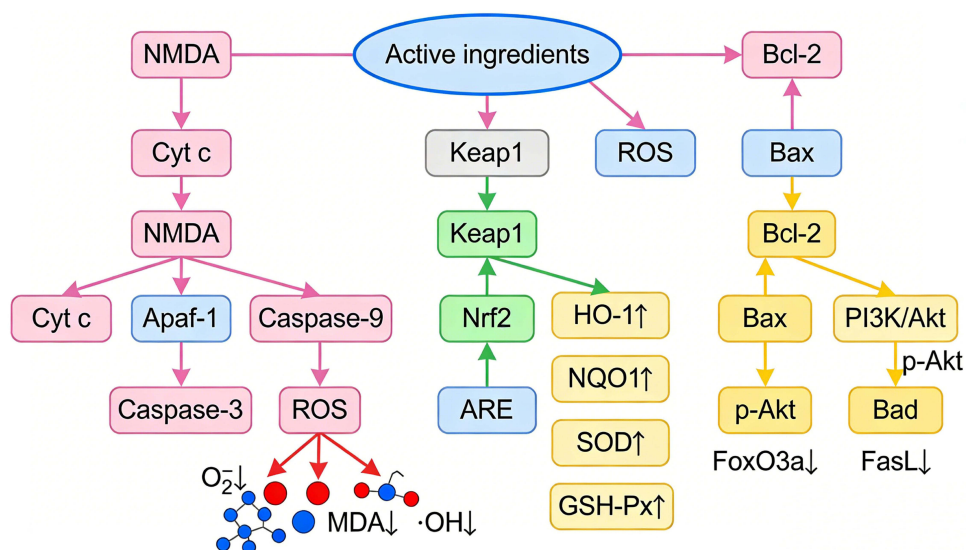 NMDA
Active ingredients
Bcl-2
Cyt c
Keap1
ROS
Bax
NMDA
Keap1
Bcl-2
Cyt c
Apaf-1
Caspase-9
Nrf2
HO-1↑
Bax
PI3K/Akt
p-Akt
NQO1↑
Caspase-3
ROS
ARE
p-Akt
Bad
SOD↑
FoxO3a↓
FasL↓
O₂⁻↓
MDA↓
·OH↓
GSH-Px↑